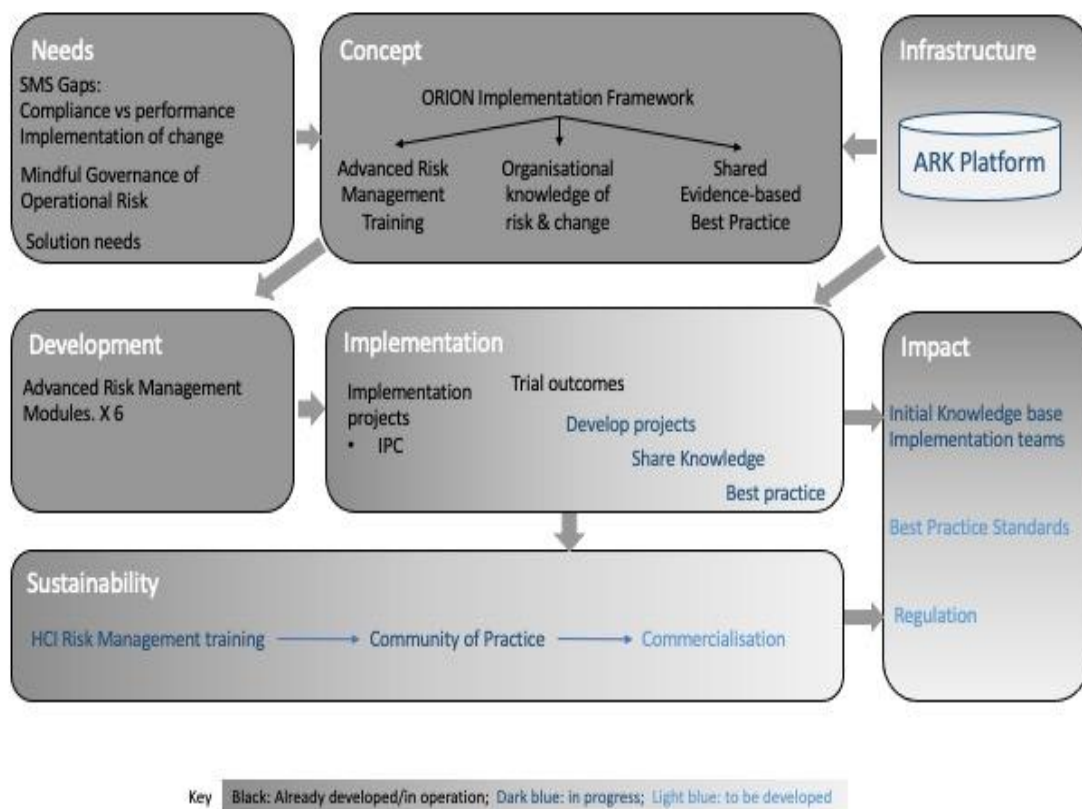 Needs
SMS Gaps:
Compliance vs performance
Implementation of change
Mindful Governance of
Operational Risk
Solution needs
Concept
ORION Implementation Framework
Advanced Risk
Management
Training
Organisational
knowledge of
risk & change
Shared
Evidence-based
Best Practice
Infrastructure
ARK Platform
Development
Advanced Risk Management
Modules. X 6
Implementation
Implementation
projects
• IPC
Trial outcomes
Develop projects
Share Knowledge
Best practice
Impact
Initial Knowledge base
Implementation teams
Best Practice Standards
Regulation
Sustainability
HCI Risk Management training
Community of Practice
Commercialisation
Key Black: Already developed/in operation; Dark blue: in progress; Light blue: to be developed